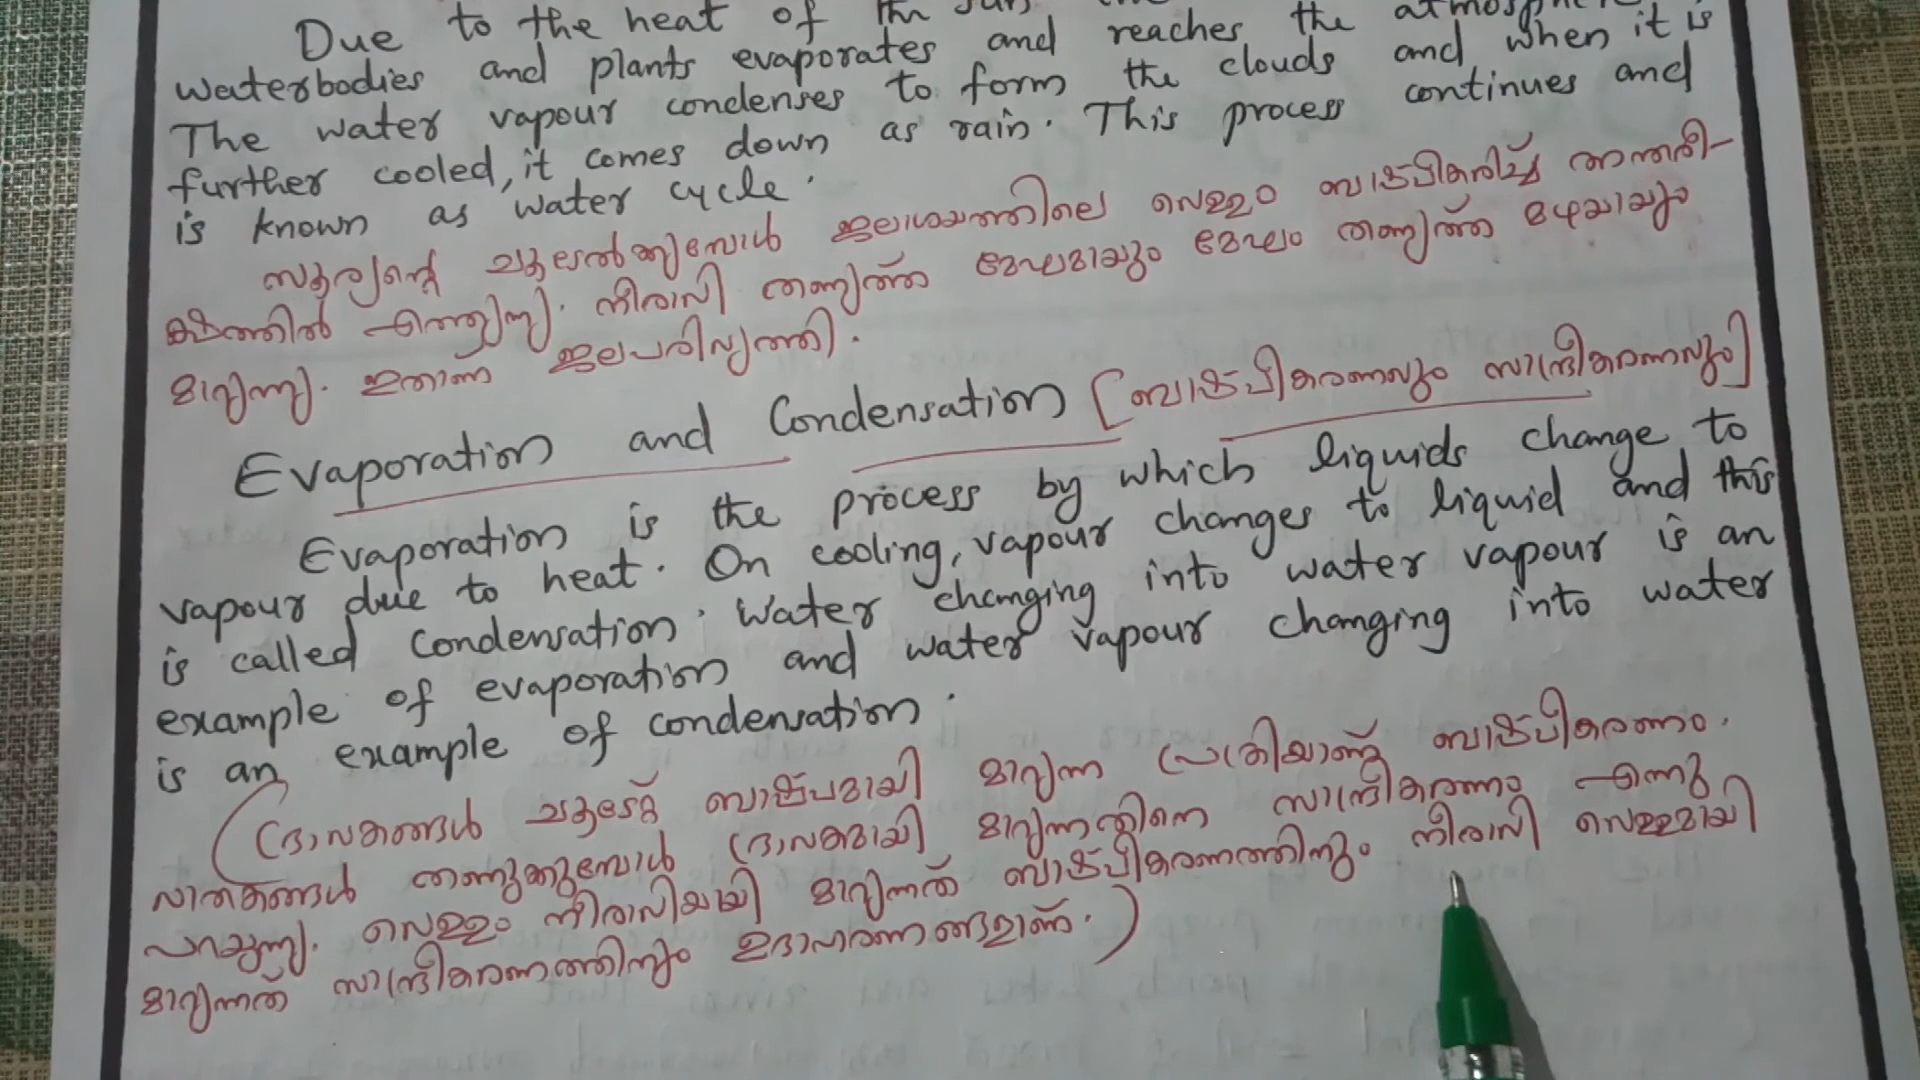 Due to the heat of the Sun,
waterbodies and plants evaporates and reaches the atmosphere
The water vapour condenses to form the clouds and when it is
further cooled, it comes down as rain. This process continues and
is known as water cycle.
സൂര്യന്റെ ചൂടേൽക്കുമ്പോൾ ജലാശയത്തിലെ വെള്ളം ബാഷ്പീകരിച്ച് അന്തരീ-
ക്ഷത്തിൽ എത്തുന്നു. നീരാവി തണുത്ത് മേഘമായും മേഘം തണുത്ത് മഴയായും
മാറുന്നു. ഇതാണ് ജലപരിവൃത്തി.
Evaporation and Condensation [ബാഷ്പീകരണവും സാന്ദ്രീകരണവും]
Evaporation is the process by which liquids change to
vapour due to heat. On cooling, vapour changes to liquid and this
is called Condensation. Water changing into water vapour is an
example of evaporation and water vapour changing into water
is an example of condensation.
(ദ്രാവകങ്ങൾ ചൂടേറ്റ് ബാഷ്പമായി മാറുന്ന പ്രക്രിയാണ് ബാഷ്പീകരണം.
വാതകങ്ങൾ തണുക്കുമ്പോൾ ദ്രാവകമായി മാറുന്നതിനെ സാന്ദ്രീകരണം എന്നു
പറയുന്നു. വെള്ളം നീരാവിയായി മാറുന്നത് ബാഷ്പീകരണത്തിനും നീരാവി വെള്ളമായി
മാറുന്നത് സാന്ദ്രീകരണത്തിനും ഉദാഹരണങ്ങളാണ്.)